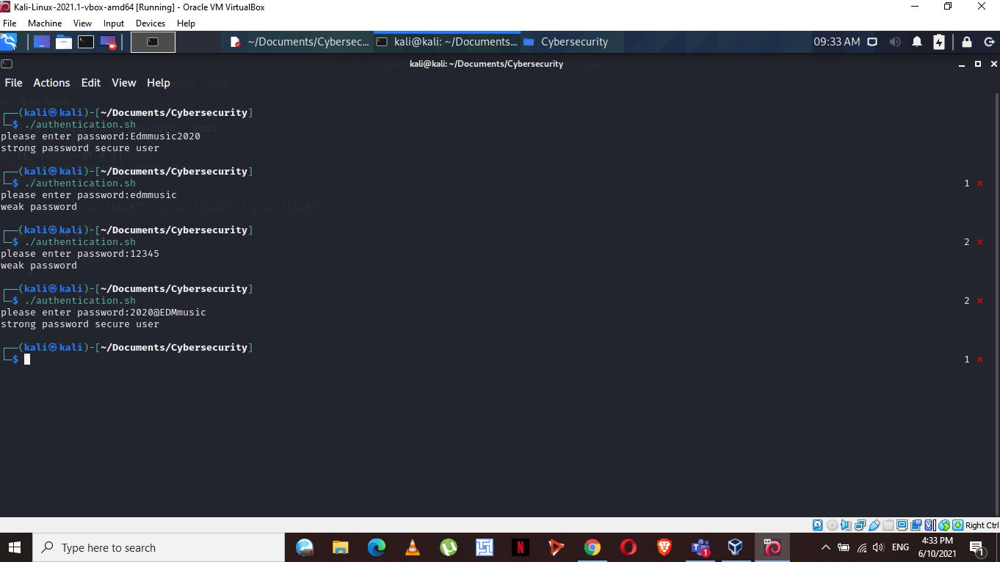 Kali-Linux-2021.1-vbox-amd64 [Running] - Oracle VM VirtualBox
File Machine View Input Devices Help
~/Documents/Cybersec... kali@kali: ~/Documents... Cybersecurity 09:33 AM
kali@kali: ~/Documents/Cybersecurity
File Actions Edit View Help
┌──(kali㉿kali)-[~/Documents/Cybersecurity]
└─$ ./authentication.sh
please enter password:Edmmusic2020
strong password secure user
┌──(kali㉿kali)-[~/Documents/Cybersecurity]
└─$ ./authentication.sh 1 ⨯
please enter password:edmmusic
weak password
┌──(kali㉿kali)-[~/Documents/Cybersecurity]
└─$ ./authentication.sh 2 ⨯
please enter password:12345
weak password
┌──(kali㉿kali)-[~/Documents/Cybersecurity]
└─$ ./authentication.sh 2 ⨯
please enter password:2020@EDMmusic
strong password secure user
┌──(kali㉿kali)-[~/Documents/Cybersecurity]
└─$ 1 ⨯
Right Ctrl
Type here to search
ENG
4:33 PM
6/10/2021